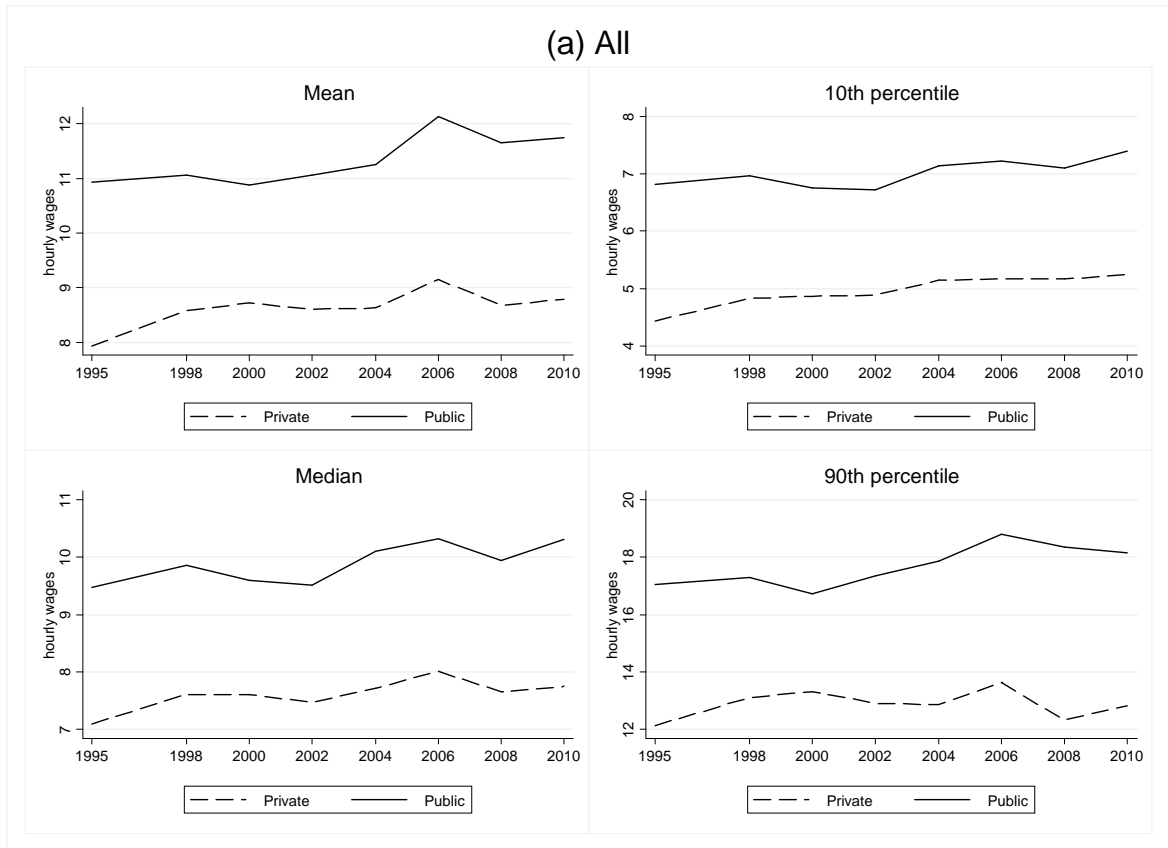 (a) All
Mean
hourly wages
8 9 10 11 12
1995 1998 2000 2002 2004 2006 2008 2010
Private Public
10th percentile
4 5 6 7 8
1995 1998 2000 2002 2004 2006 2008 2010
Private Public
Median
hourly wages
7 8 9 10 11
1995 1998 2000 2002 2004 2006 2008 2010
Private Public
90th percentile
hourly wages
12 14 16 18 20
1995 1998 2000 2002 2004 2006 2008 2010
Private Public